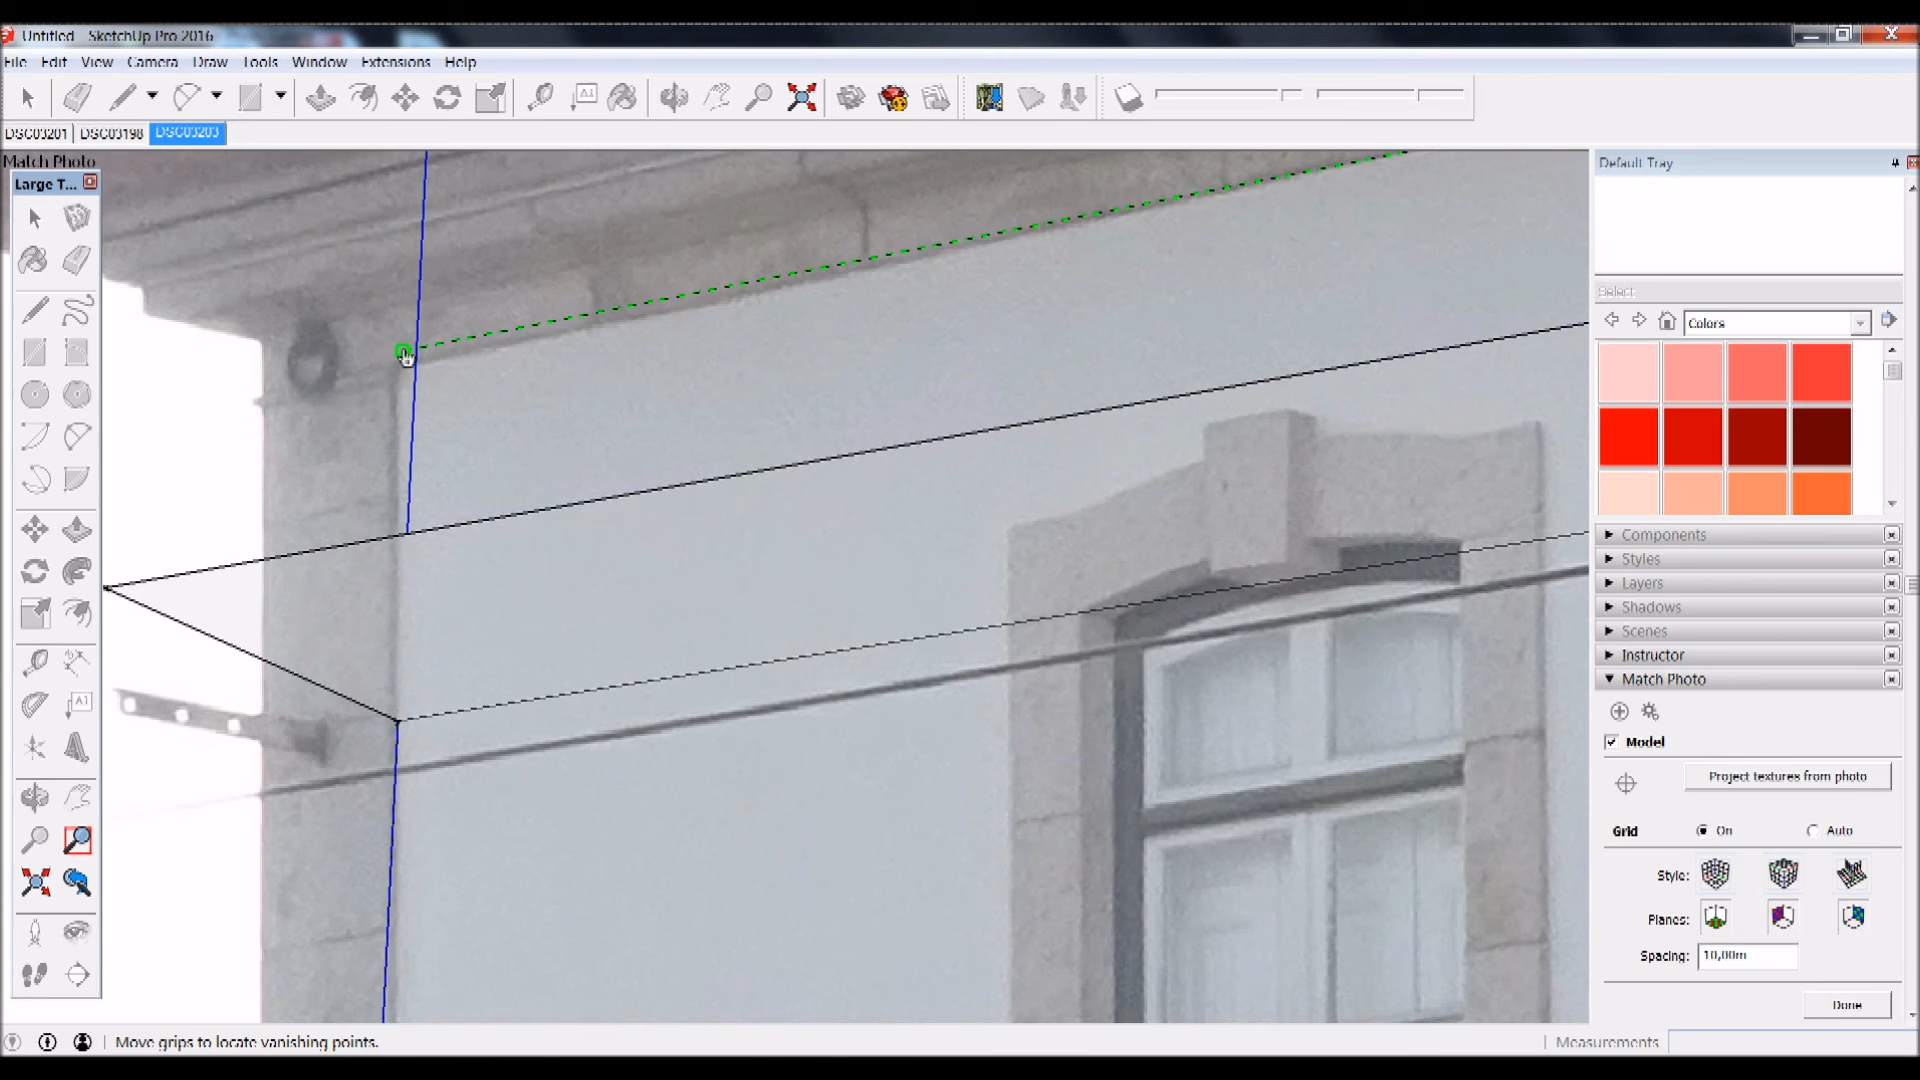 Untitled - SketchUp Pro 2016
File Edit View Camera Draw Tools Window Extensions Help
DSC03201 DSC03198 DSC03203
Match Photo
Large T...
Default Tray
Select
Colors
Components
Styles
Layers
Shadows
Scenes
Instructor
Match Photo
Model
Project textures from photo
Grid On Auto
Style:
Planes:
Spacing: 10,00m
Done
Move grips to locate vanishing points.
Measurements